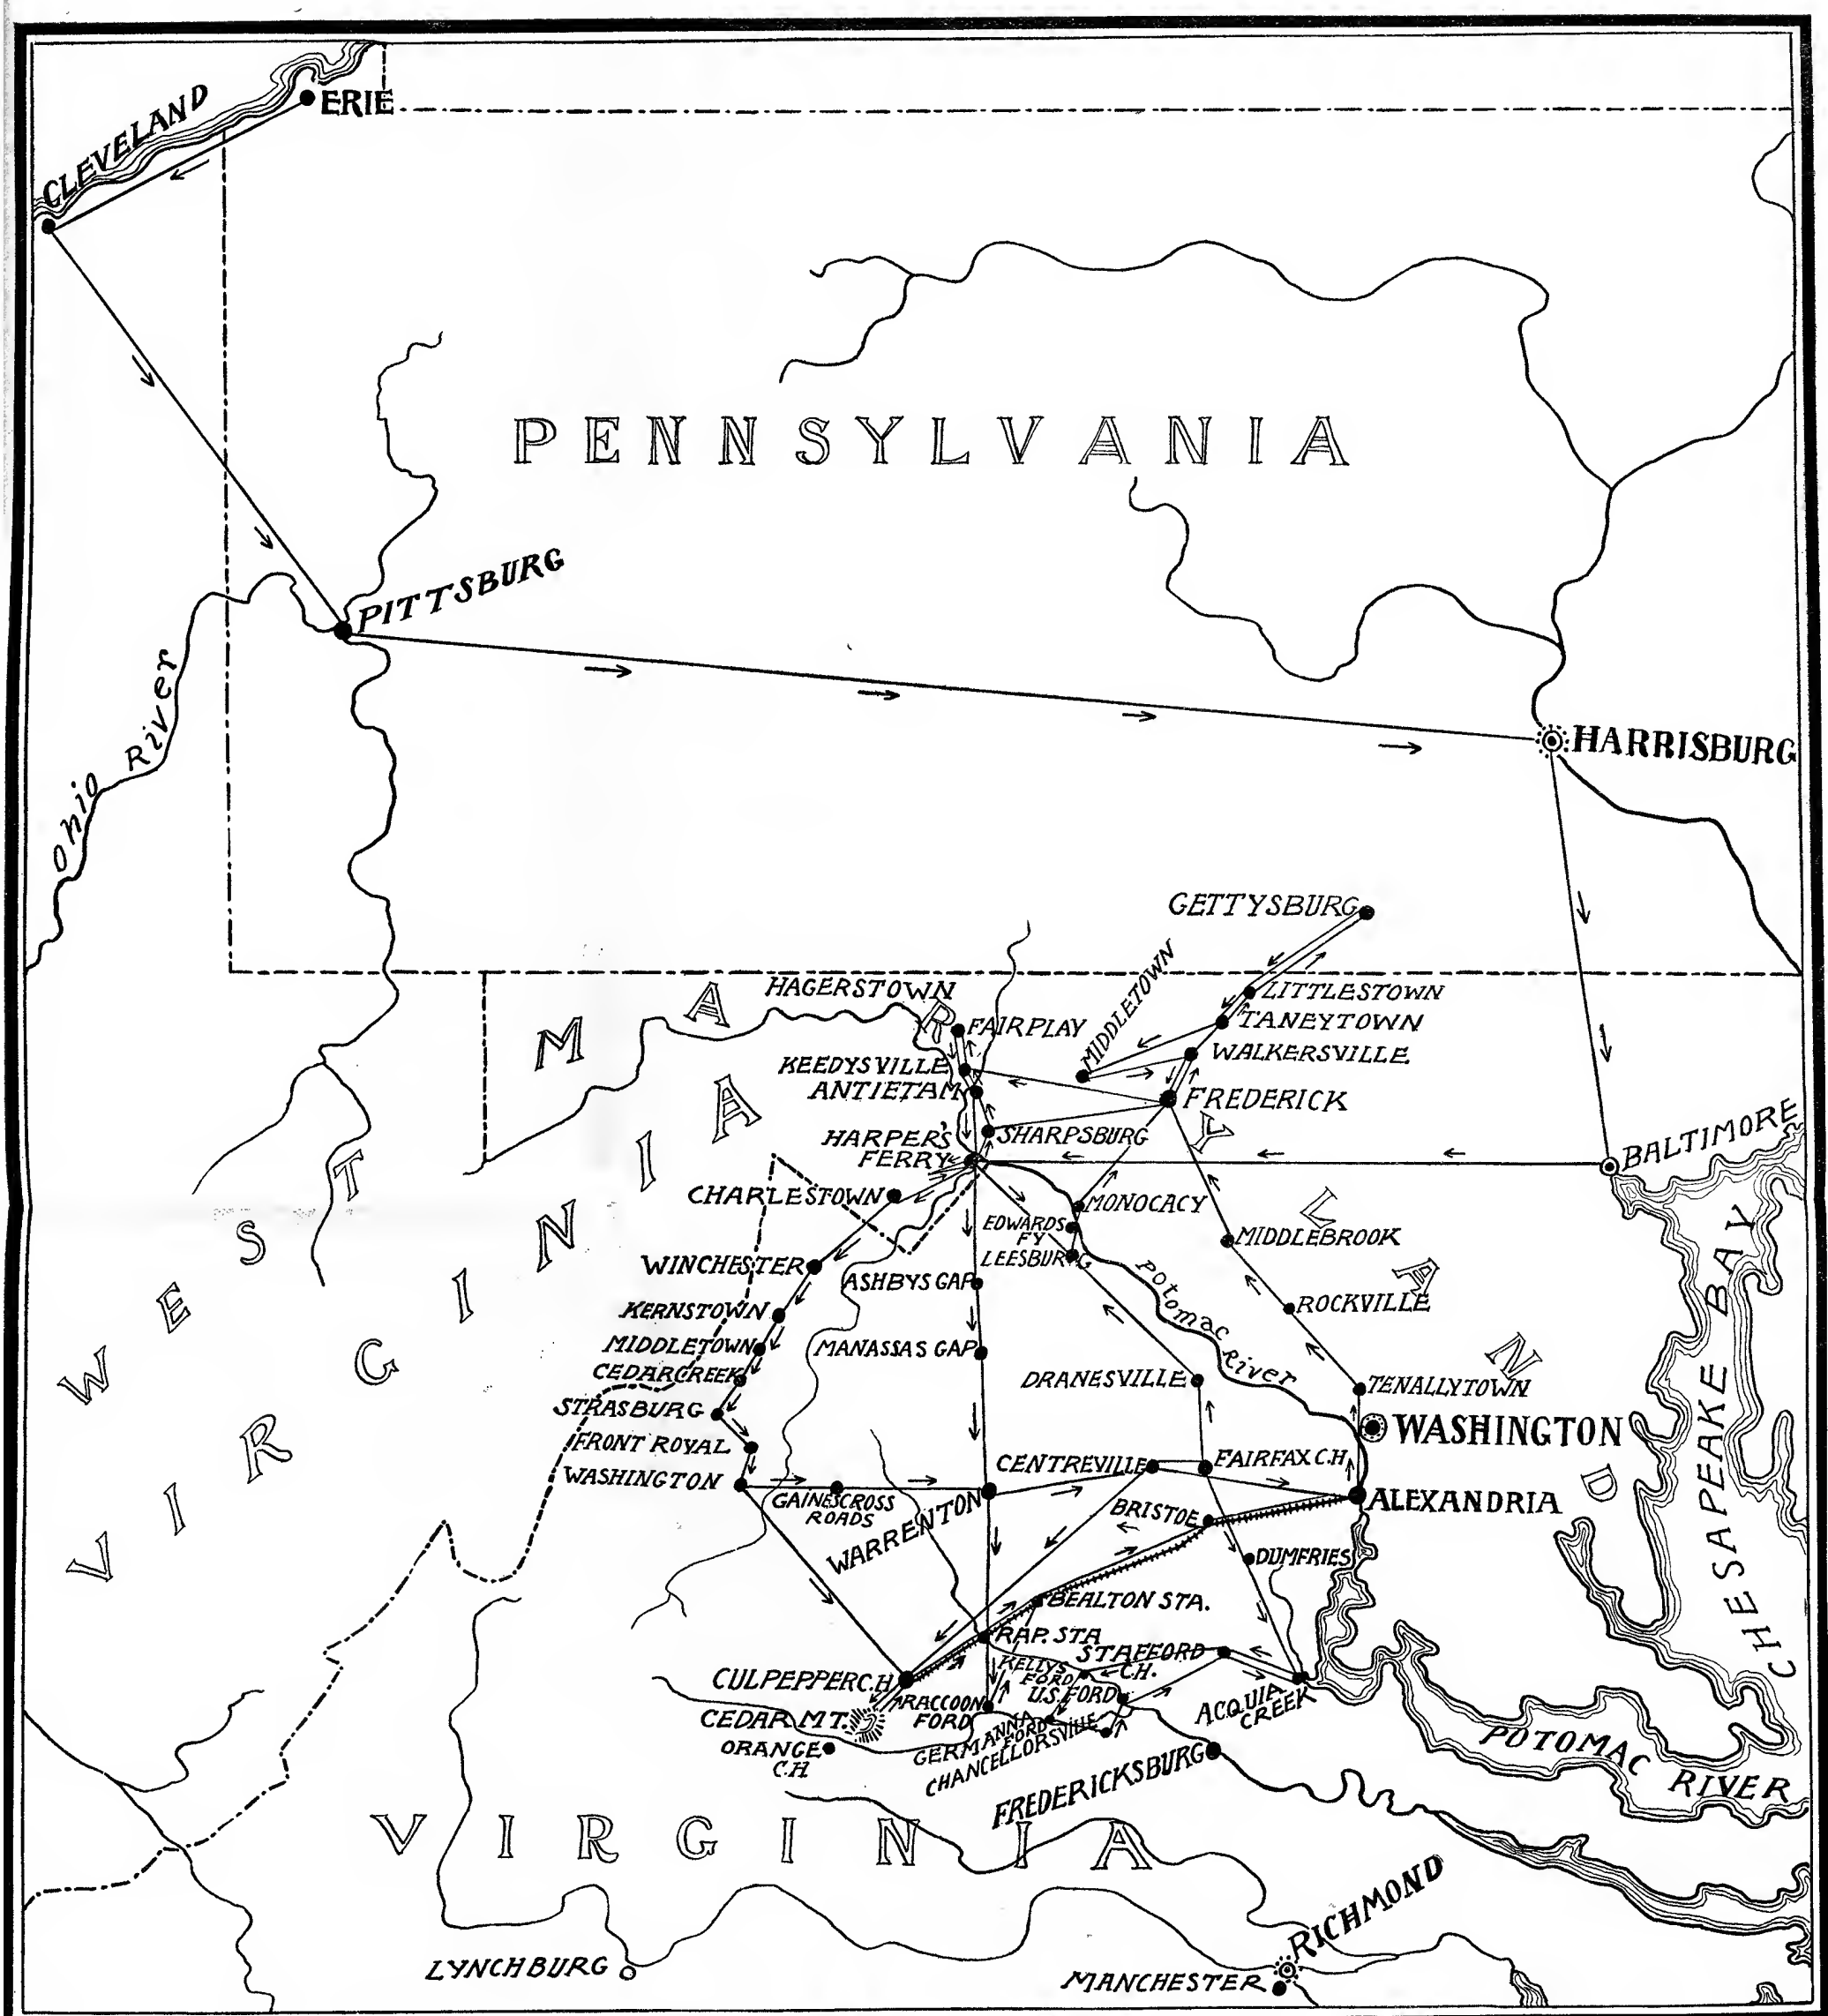 ERIE
CLEVELAND
PENNSYLVANIA
PITTSBURG
Ohio River
HARRISBURG
GETTYSBURG
MIDDLETOWN
LITTLESTOWN
TANEYTOWN
WALKERSVILLE
FREDERICK
HAGERSTOWN
FAIRPLAY
KEEDYSVILLE
ANTIETAM
SHARPSBURG
HARPER'S
FERRY
MARYLAND
BALTIMORE
CHESAPEAKE BAY
WEST
VIRGINIA
CHARLESTOWN
MONOCACY
EDWARDS
FY
LEESBURG
MIDDLEBROOK
WINCHESTER
ASHBYS GAP
Potomac River
ROCKVILLE
KERNSTOWN
MIDDLETOWN
MANASSAS GAP
CEDARCREEK
DRANESVILLE
TENALLYTOWN
STRASBURG
WASHINGTON
FRONT ROYAL
CENTREVILLE
FAIRFAX C.H.
WASHINGTON
GAINESCROSS
ROADS
WARRENTON
BRISTOE
ALEXANDRIA
DUMFRIES
BEALTON STA.
RAP. STA
STAFFORD
C.H.
KELLYS
FORD
CULPEPPER C.H
RACCOON
FORD
U.S. FORD
ACQUIA
CREEK
CEDAR MT.
GERMANNA
FORD
CHANCELLORSVILLE
ORANGE
C.H
FREDERICKSBURG
POTOMAC RIVER
VIRGINIA
RICHMOND
LYNCHBURG
MANCHESTER